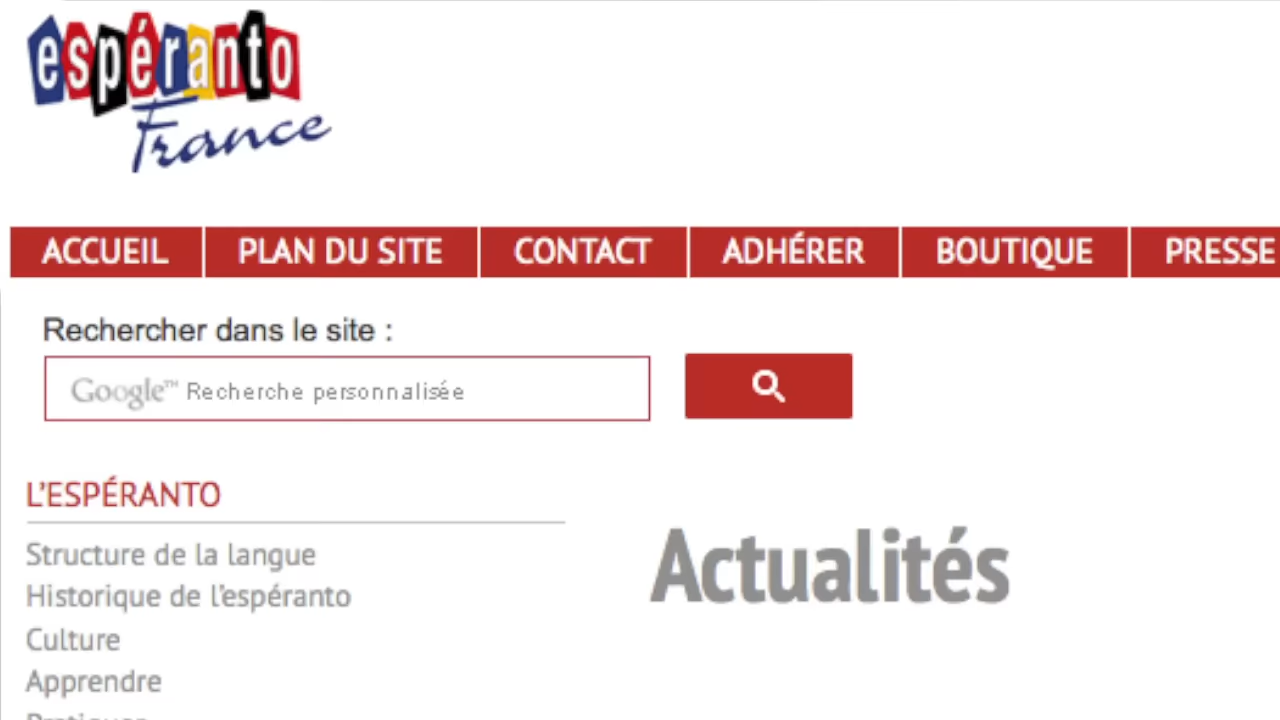 espéranto
France
ACCUEIL PLAN DU SITE CONTACT ADHÉRER BOUTIQUE PRESSE
Rechercher dans le site :
Google™ Recherche personnalisée
L'ESPÉRANTO
Actualités
Structure de la langue
Historique de l'espéranto
Culture
Apprendre
Pratiquer